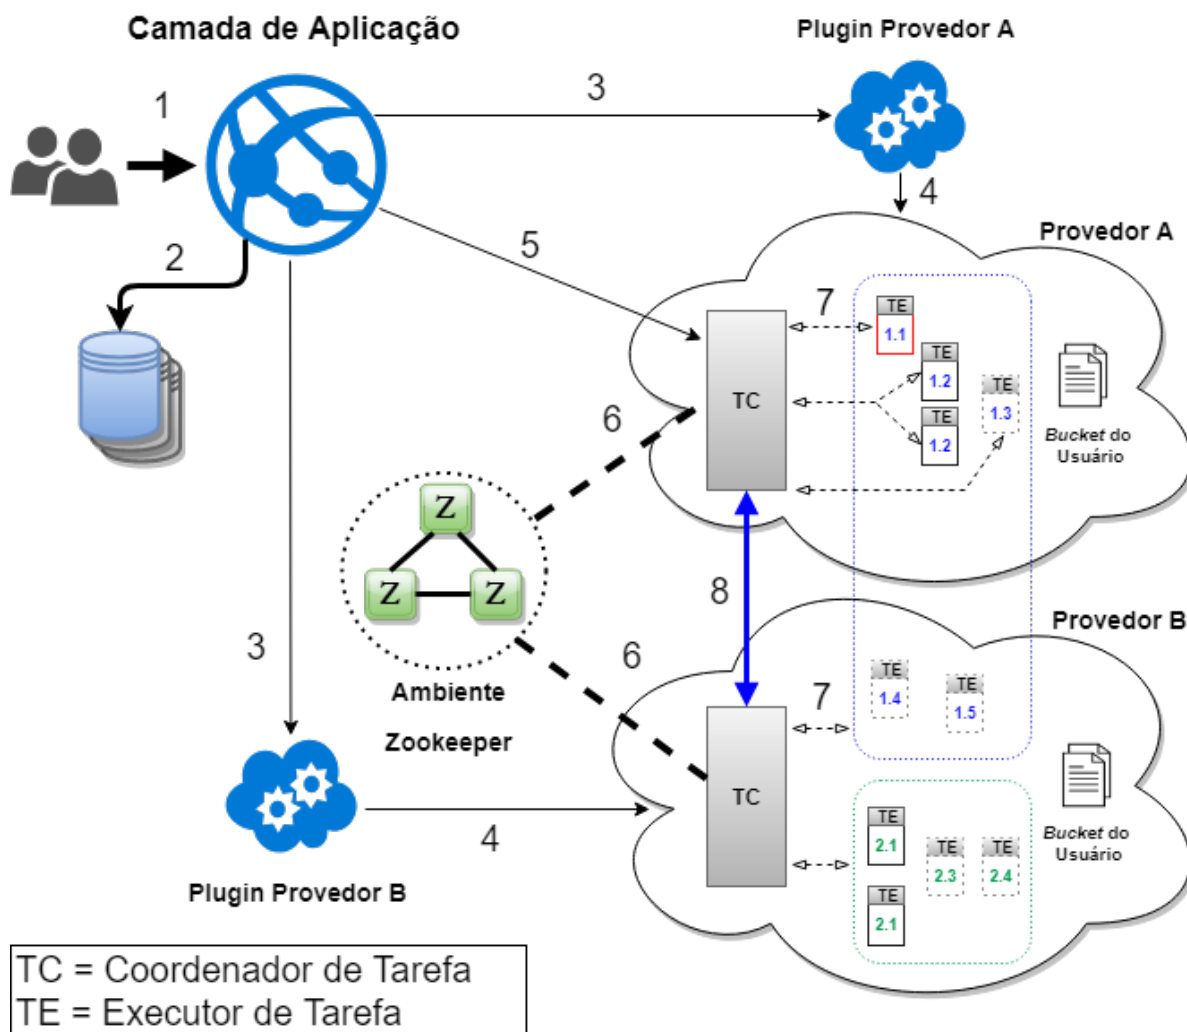 Camada de Aplicação
Plugin Provedor A
1
3
4
2
5
Provedor A
7
TE
1.1
TE
1.2
TE
1.2
TE
1.3
TC
Bucket do
Usuário
6
Z
Z
Z
Ambiente
Zookeeper
8
3
6
Provedor B
7
TE
1.4
TE
1.5
TC
Bucket do
Usuário
4
TE
2.1
TE
2.3
TE
2.4
TE
2.1
Plugin Provedor B
TC = Coordenador de Tarefa
TE = Executor de Tarefa